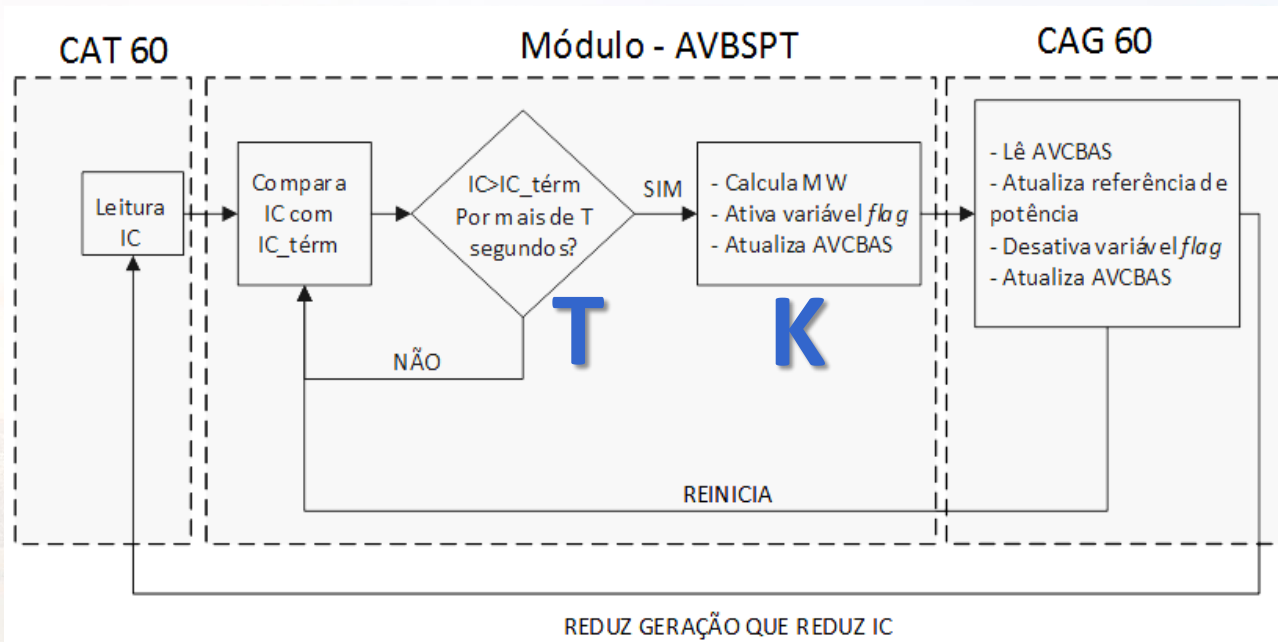 CAT 60
Módulo - AVBSPT
CAG 60
Leitura
IC
Compara
IC com
IC_térm
IC>IC_térm
Por mais de T
segundos?
SIM
- Calcula MW
- Ativa variável flag
- Atualiza AVCBAS
- Lê AVCBAS
- Atualiza referência de
potência
- Desativa variável flag
- Atualiza AVCBAS
T
K
NÃO
REINICIA
REDUZ GERAÇÃO QUE REDUZ IC